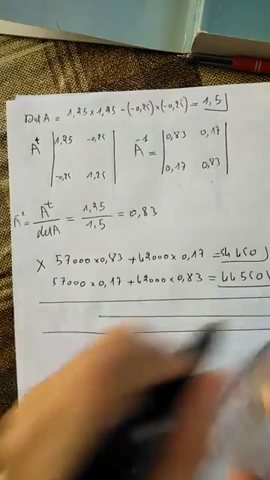 Det A = 1,25 x 1,25 - (-0,25) x (-0,25) = 1,5
A^t | 1,25 -0,25 | A^-1 = | 0,83 0,17 |
| -0,25 1,25 | | 0,17 0,83 |
A^-1 = A^t / det A = 1,25 / 1,5 = 0,83
X 57000 x 0,83 + 42000 x 0,17 =
57000 x 0,17 + 42000 x 0,83 =